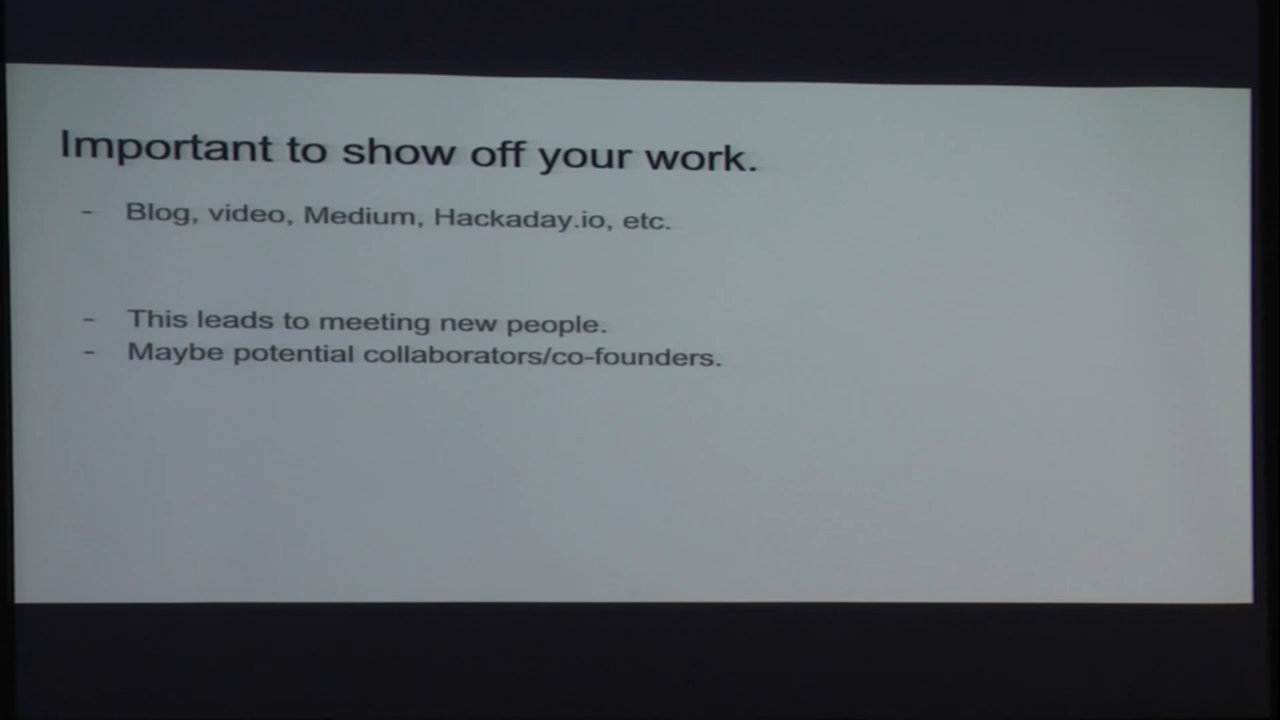 Important to show off your work.
- Blog, video, Medium, Hackaday.io, etc.
- This leads to meeting new people.
- Maybe potential collaborators/co-founders.